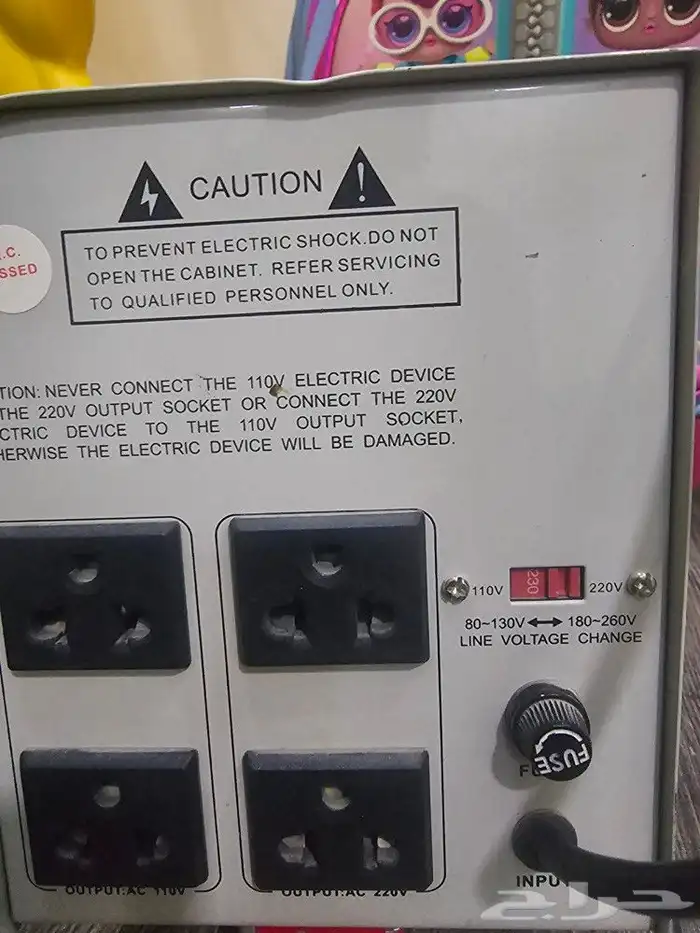 CAUTION
TO PREVENT ELECTRIC SHOCK.DO NOT
OPEN THE CABINET. REFER SERVICING
TO QUALIFIED PERSONNEL ONLY.
.C.
SSED
TION: NEVER CONNECT THE 110V ELECTRIC DEVICE
THE 220V OUTPUT SOCKET OR CONNECT THE 220V
CTRIC DEVICE TO THE 110V OUTPUT SOCKET,
HERWISE THE ELECTRIC DEVICE WILL BE DAMAGED.
110V 230 220V
80~130V 180~260V
LINE VOLTAGE CHANGE
FUSE
INPUT
OUTPUT:AC 110V
OUTPUT:AC 220V
حراج